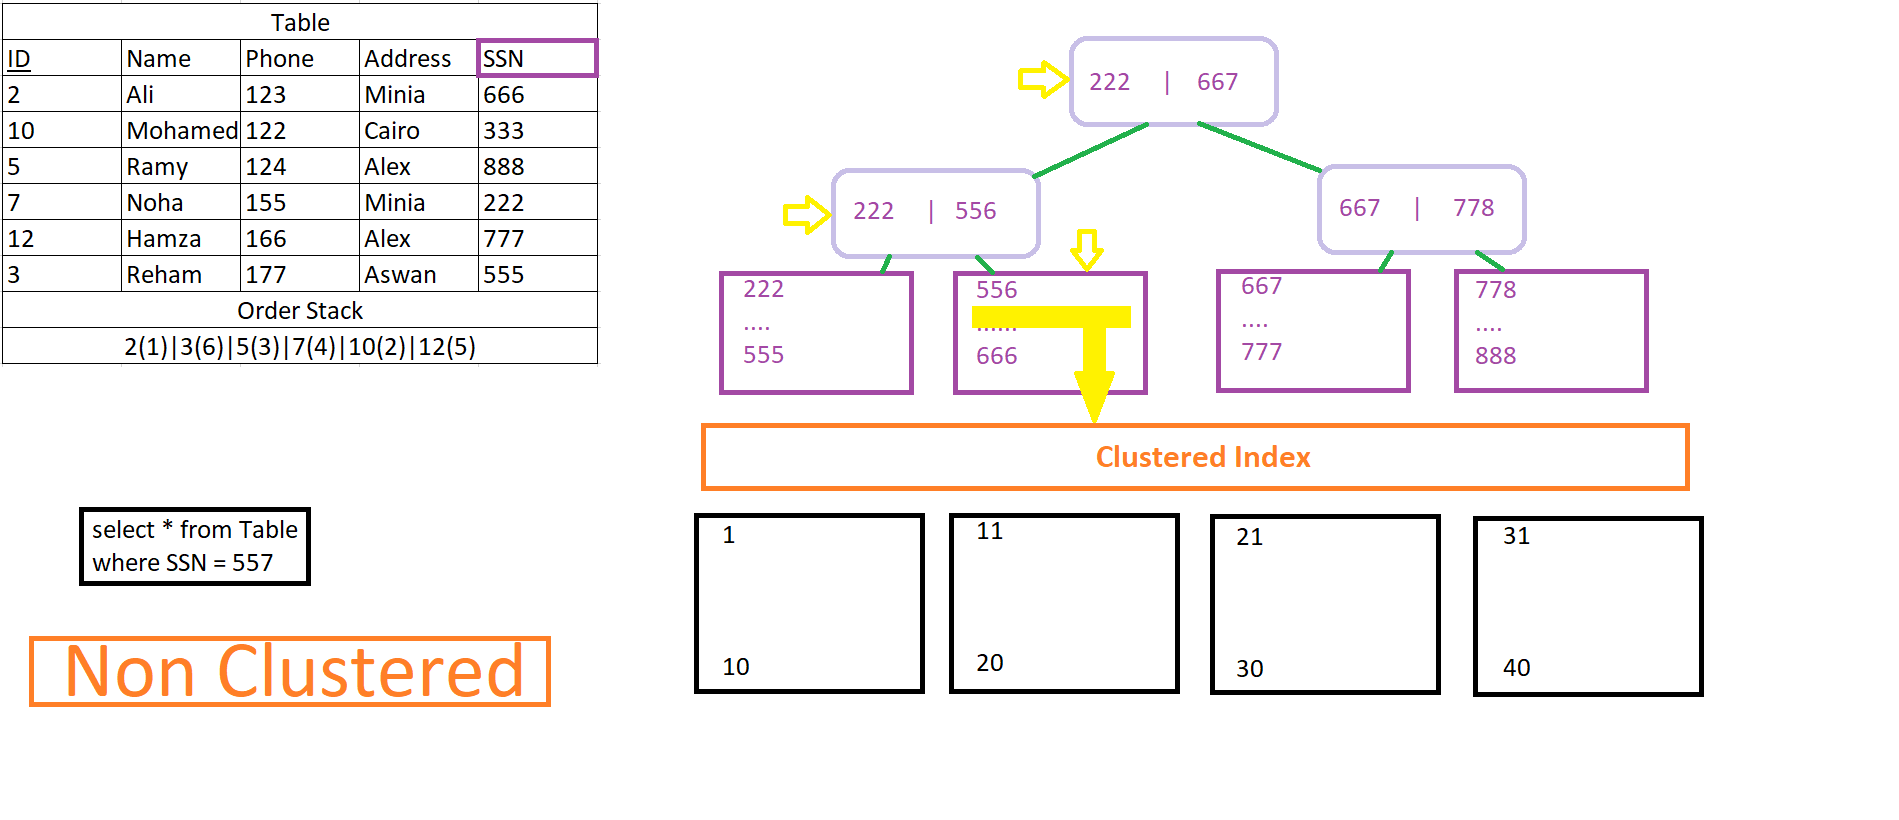 Table
ID Name Phone Address SSN
2 Ali 123 Minia 666
10 Mohamed 122 Cairo 333
5 Ramy 124 Alex 888
7 Noha 155 Minia 222
12 Hamza 166 Alex 777
3 Reham 177 Aswan 555
Order Stack
2(1)|3(6)|5(3)|7(4)|10(2)|12(5)
select * from Table
where SSN = 557
Non Clustered
222 | 667
222 | 556
667 | 778
222
....
555
556
......
666
667
....
777
778
....
888
Clustered Index
1
10
11
20
21
30
31
40